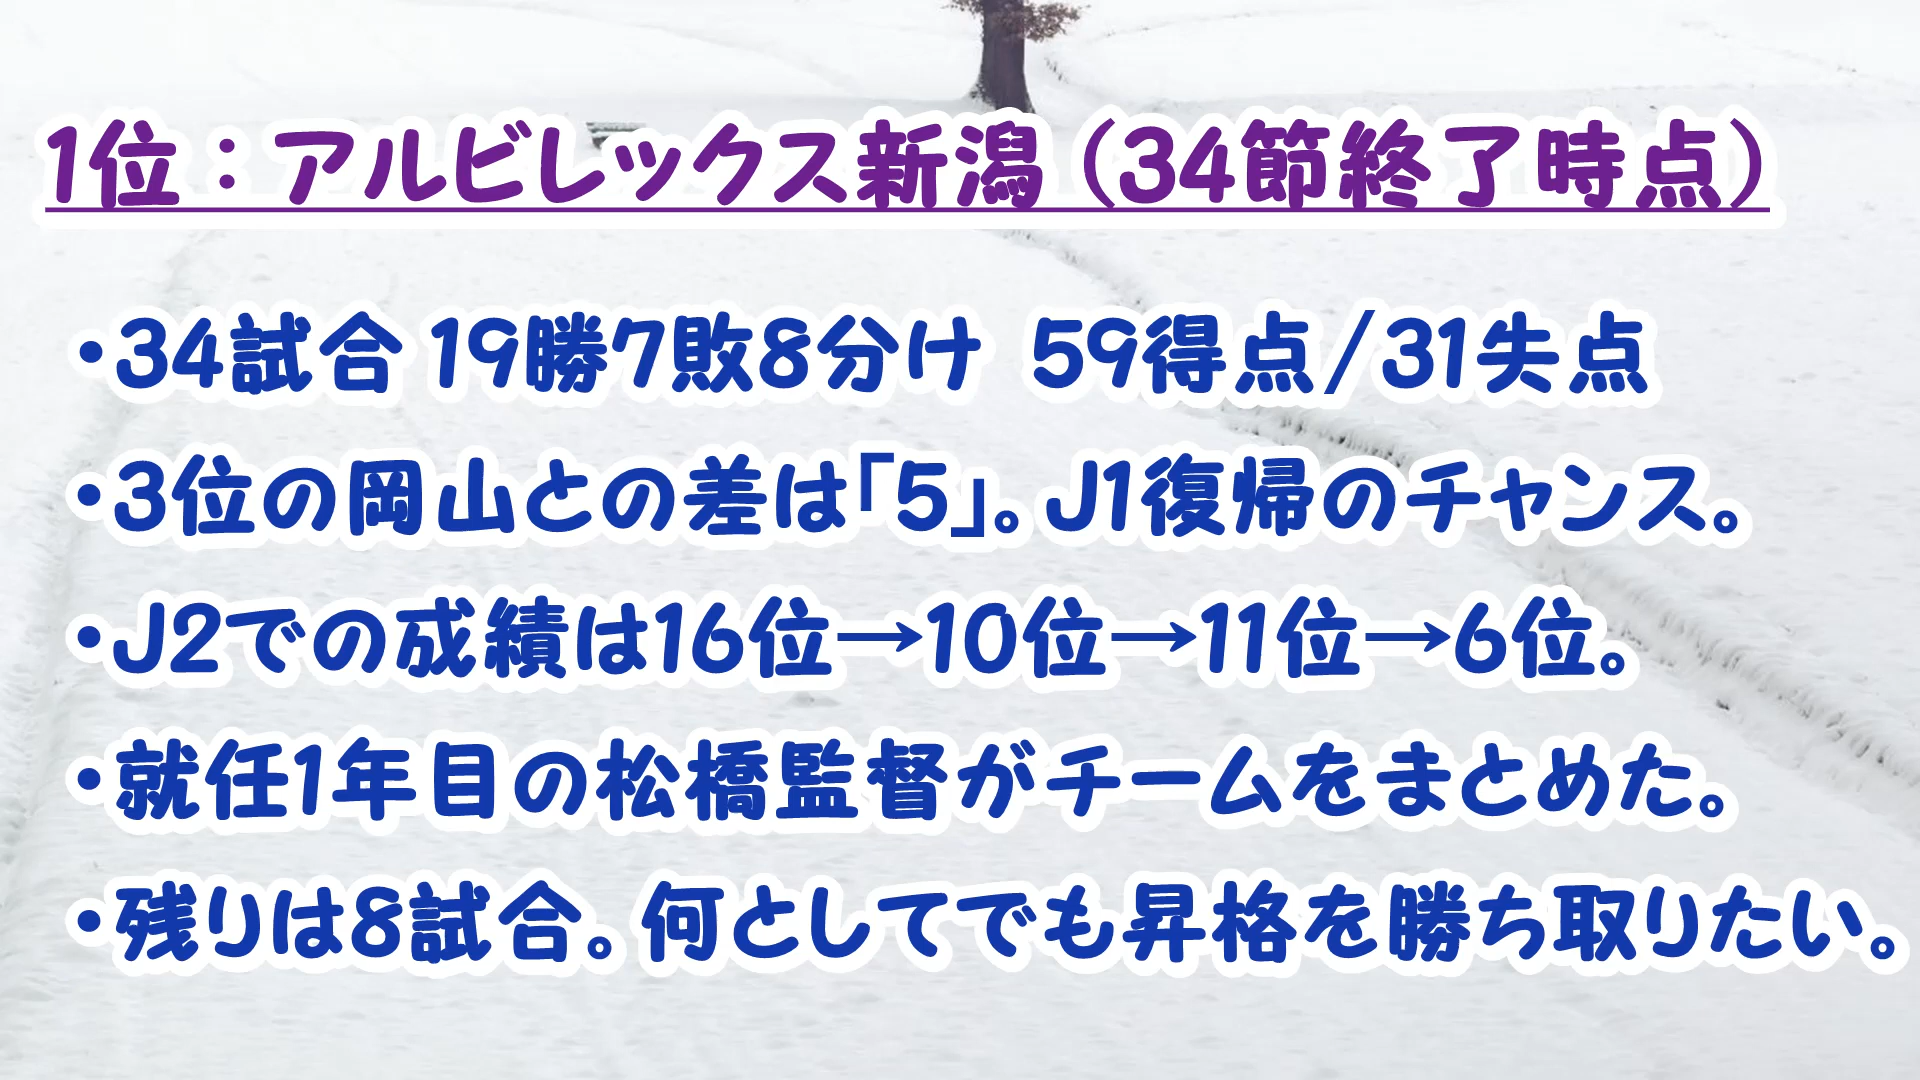 1位：アルビレックス新潟（34節終了時点）
・34試合 19勝7敗8分け 59得点/31失点
・3位の岡山との差は「5」。J1復帰のチャンス。
・J2での成績は16位→10位→11位→6位。
・就任1年目の松橋監督がチームをまとめた。
・残りは8試合。何としてでも昇格を勝ち取りたい。